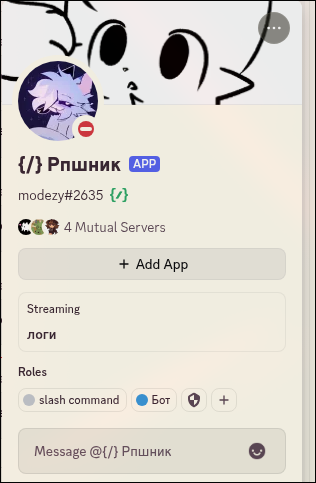 {/} Рпшник APP
modezy#2635 {/}
4 Mutual Servers
+ Add App
Streaming
логи
Roles
slash command Бот +
Message @{/} Рпшник